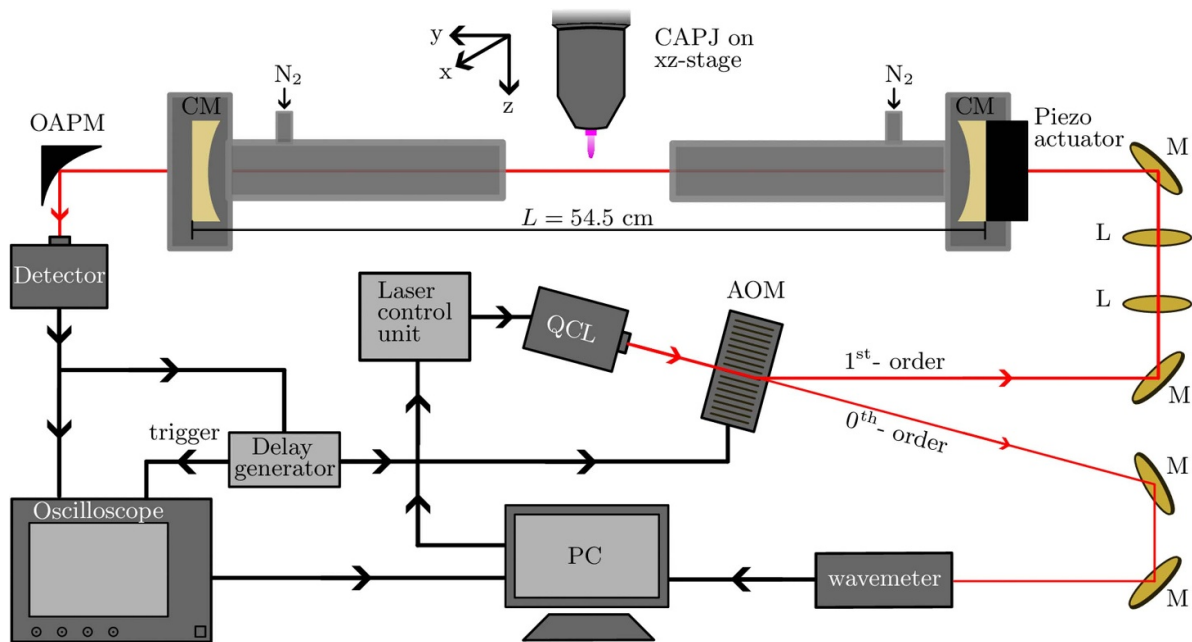 CAPJ on
xz-stage
y
x
z
N₂
N₂
CM
CM
OAPM
Piezo
actuator
M
L = 54.5 cm
L
Detector
L
Laser
control
unit
QCL
AOM
1ˢᵗ- order
M
0ᵗʰ- order
trigger
Delay
generator
M
Oscilloscope
PC
wavemeter
M